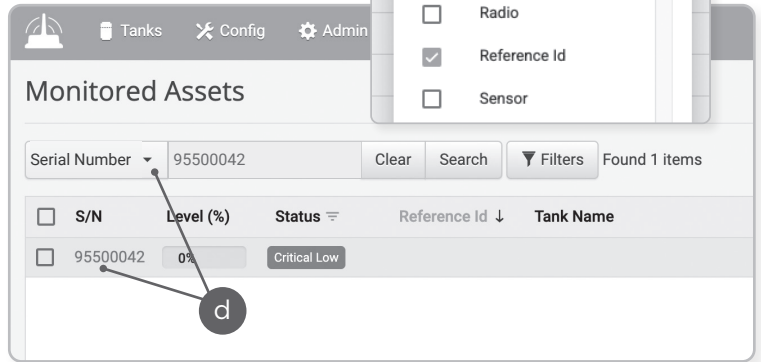 Radio
Tanks Config Admin
Reference Id
Sensor
Monitored Assets
Serial Number 95500042 Clear Search Filters Found 1 items
S/N Level (%) Status Reference Id ↓ Tank Name
95500042 0% Critical Low
d